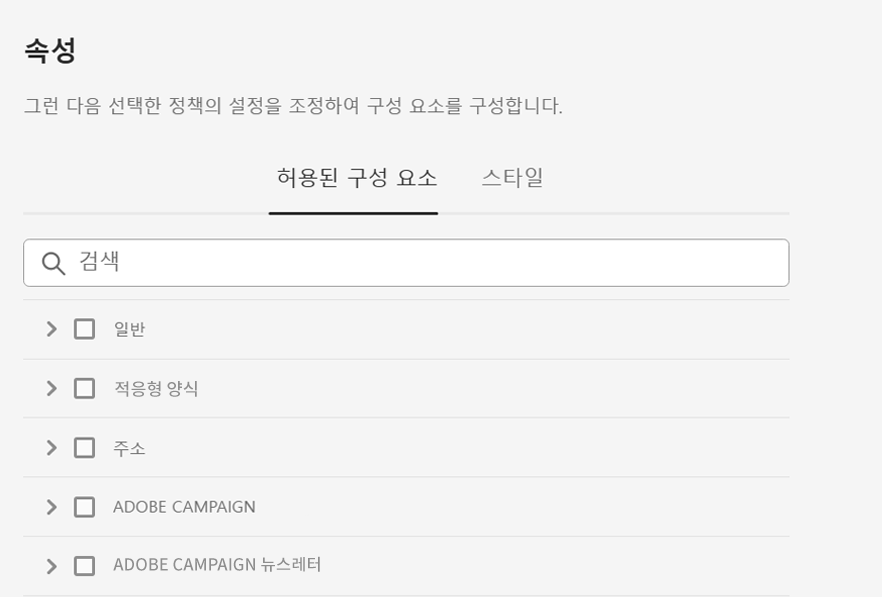 속성
그런 다음 선택한 정책의 설정을 조정하여 구성 요소를 구성합니다.
허용된 구성 요소 스타일
검색
일반
적응형 양식
주소
ADOBE CAMPAIGN
ADOBE CAMPAIGN 뉴스레터